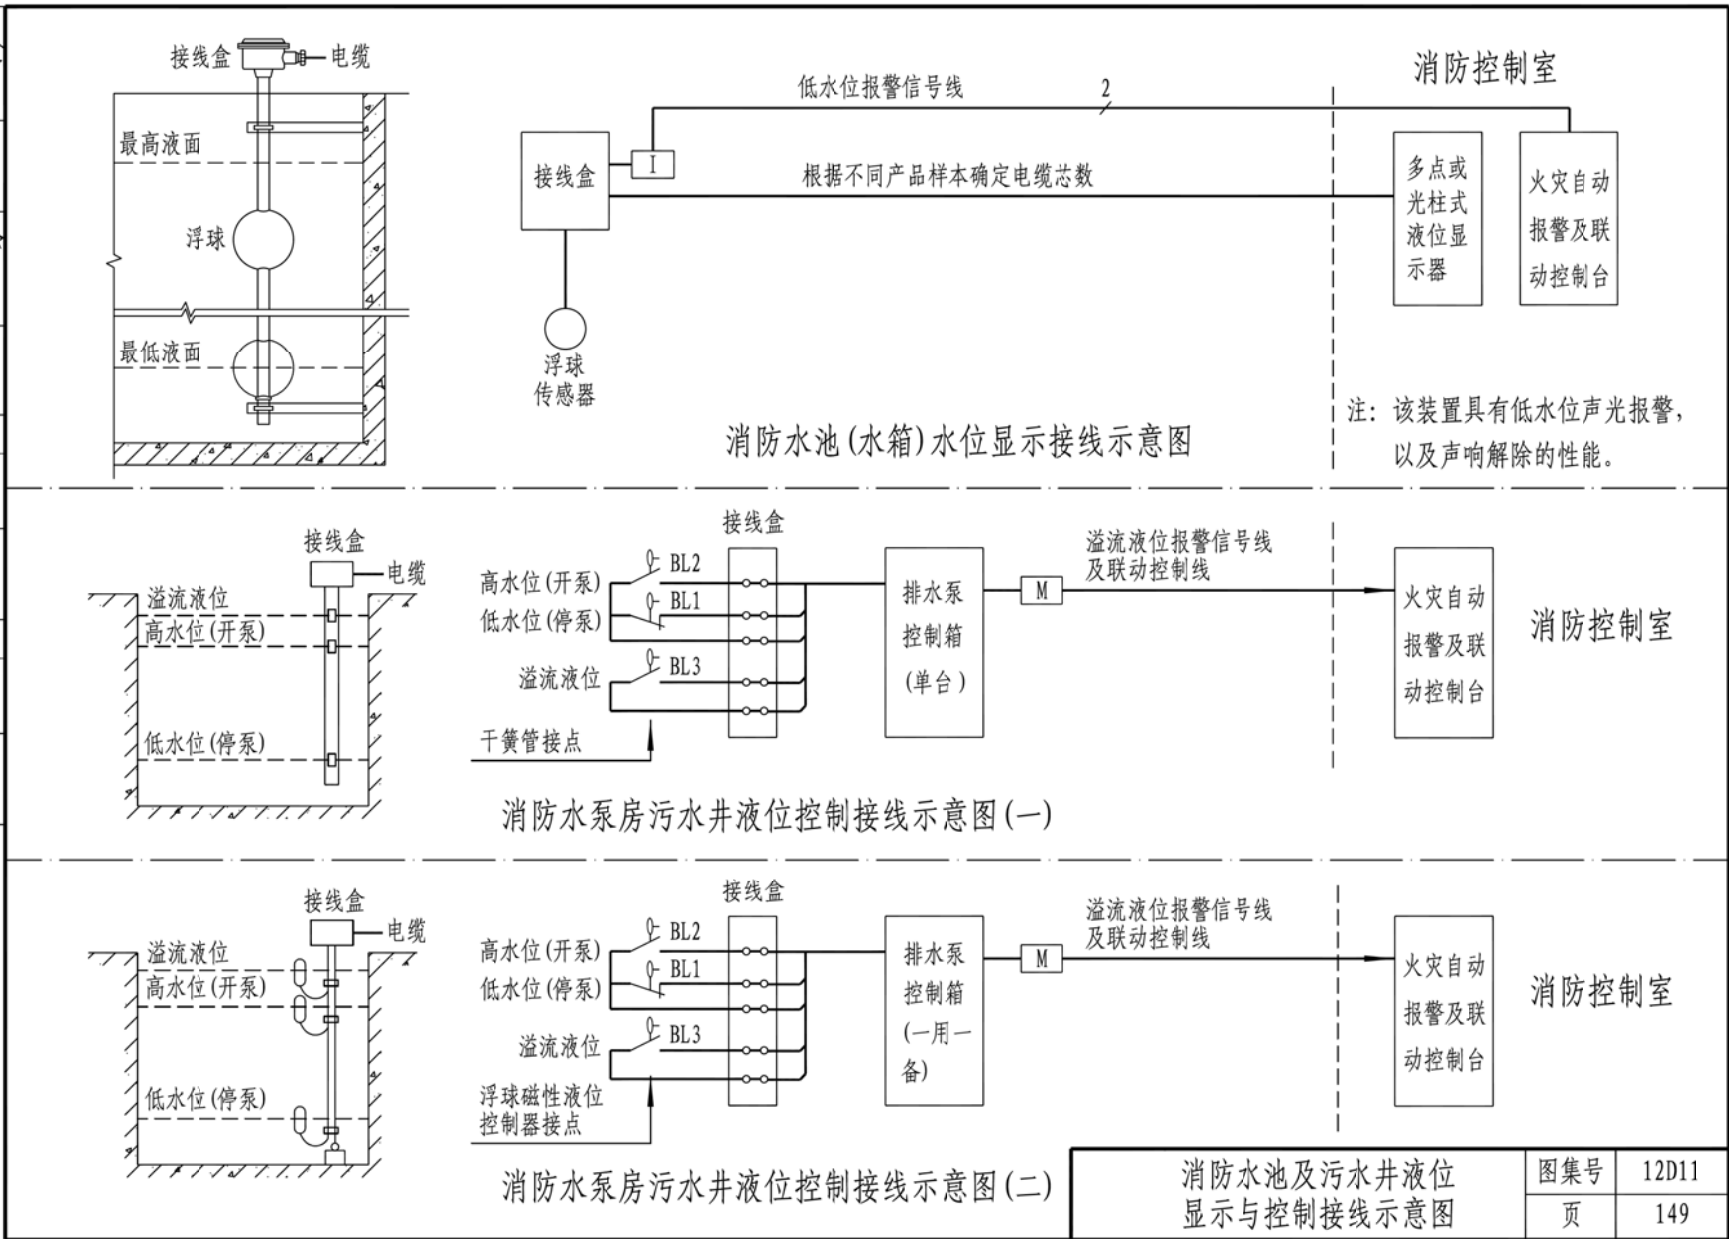 接线盒
电缆
最高液面
浮球
最低液面
低水位报警信号线
2
消防控制室
接线盒
I
根据不同产品样本确定电缆芯数
多点或
光柱式
液位显
示器
火灾自动
报警及联
动控制台
浮球
传感器
消防水池(水箱)水位显示接线示意图
注: 该装置具有低水位声光报警,
以及声响解除的性能。
接线盒
电缆
溢流液位
高水位(开泵)
低水位(停泵)
接线盒
高水位(开泵)
BL2
低水位(停泵)
BL1
溢流液位
BL3
干簧管接点
排水泵
控制箱
(单台)
M
溢流液位报警信号线
及联动控制线
火灾自动
报警及联
动控制台
消防控制室
消防水泵房污水井液位控制接线示意图(一)
接线盒
电缆
溢流液位
高水位(开泵)
低水位(停泵)
接线盒
高水位(开泵)
BL2
低水位(停泵)
BL1
溢流液位
BL3
浮球磁性液位
控制器接点
排水泵
控制箱
(一用一
备)
M
溢流液位报警信号线
及联动控制线
火灾自动
报警及联
动控制台
消防控制室
消防水泵房污水井液位控制接线示意图(二)
消防水池及污水井液位
显示与控制接线示意图
图集号 12D11
页 149